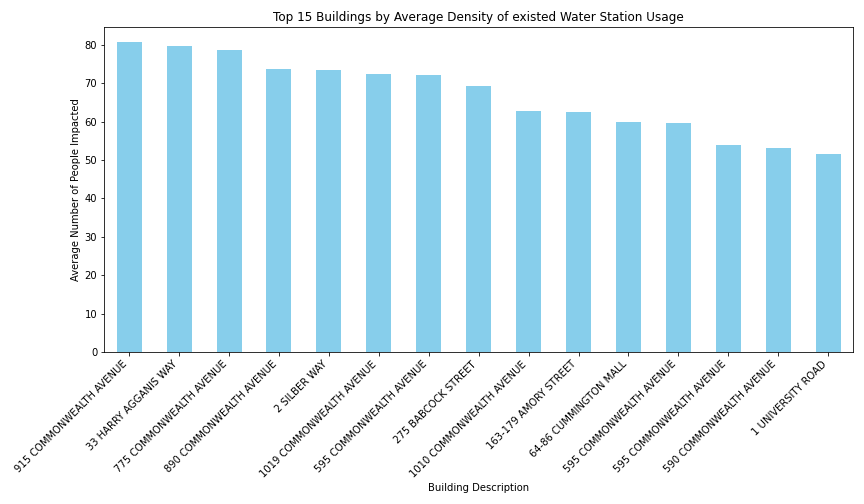 Top 15 Buildings by Average Density of existed Water Station Usage
Average Number of People Impacted
80
70
60
50
40
30
20
10
0
915 COMMONWEALTH AVENUE
33 HARRY AGGANIS WAY
775 COMMONWEALTH AVENUE
890 COMMONWEALTH AVENUE
2 SILBER WAY
1019 COMMONWEALTH AVENUE
595 COMMONWEALTH AVENUE
275 BABCOCK STREET
1010 COMMONWEALTH AVENUE
163-179 AMORY STREET
64-86 CUMMINGTON MALL
595 COMMONWEALTH AVENUE
595 COMMONWEALTH AVENUE
590 COMMONWEALTH AVENUE
1 UNIVERSITY ROAD
Building Description